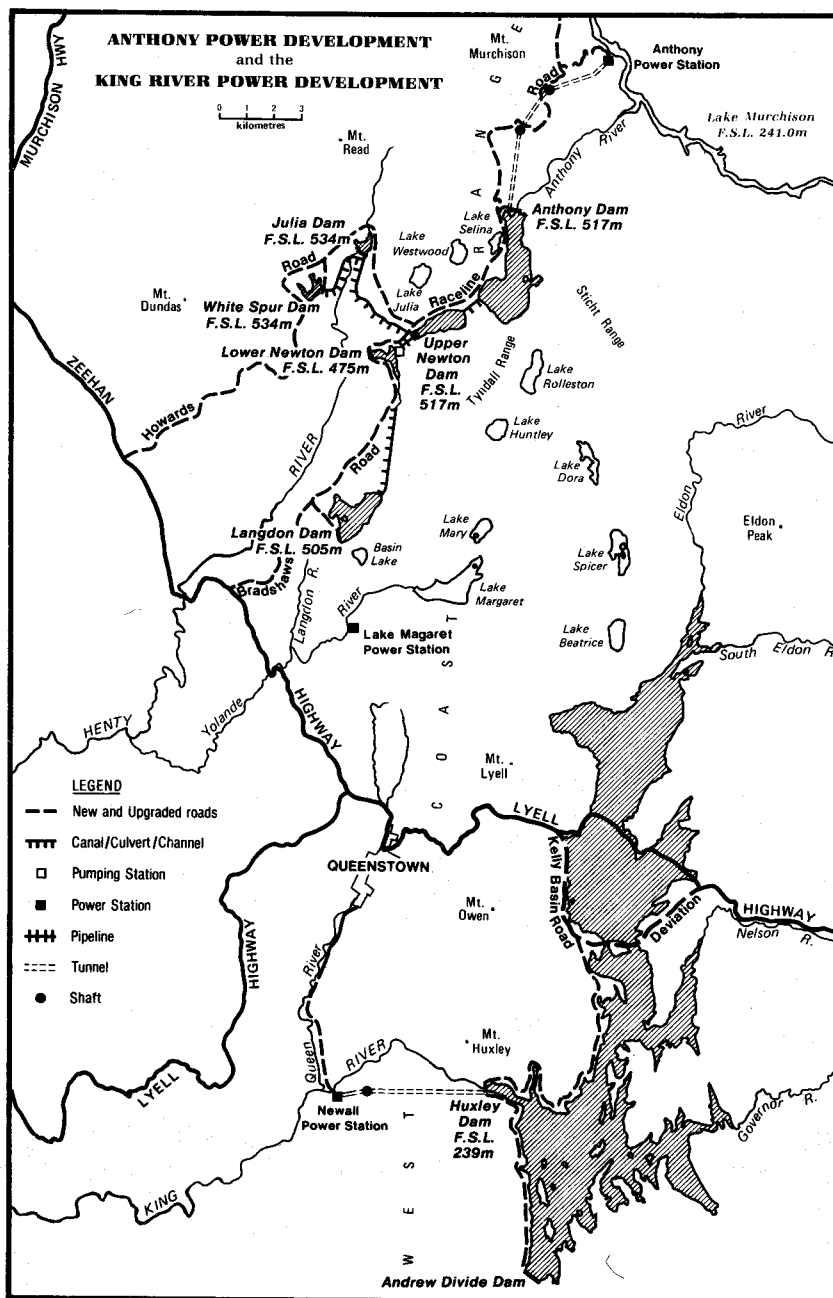 ANTHONY POWER DEVELOPMENT
and the
KING RIVER POWER DEVELOPMENT
0 1 2 3
kilometres
MURCHISON HWY
Mt.
Murchison
Road
Anthony
Power Station
Lake Murchison
F.S.L. 241.0m
Mt.
Read
Anthony River
Julia Dam
F.S.L. 534m
Road
Lake
Westwood
Lake
Selina
Anthony Dam
F.S.L. 517m
Mt.
Dundas
White Spur Dam
F.S.L. 534m
Lake
Julia
Raceline
Sticht Range
Lower Newton Dam
F.S.L. 475m
Upper
Newton
Dam
F.S.L.
517m
Tyndall Range
Lake
Rolleston
ZEEHAN
Howards
RIVER
Road
Lake
Huntley
Lake
Dora
River
Eldon
Eldon
Peak
Langdon Dam
F.S.L. 505m
Basin
Lake
Lake
Mary
Lake
Spicer
Bradshaws
Langdon R.
River
Lake
Margaret
Lake Magaret
Power Station
Lake
Beatrice
South Eldon R.
HENTY
Yolande
HIGHWAY
Mt.
Lyell
LYELL
LEGEND
New and Upgraded roads
Canal/Culvert/Channel
Pumping Station
Power Station
Pipeline
Tunnel
Shaft
QUEENSTOWN
Kelly Basin Road
Mt.
Owen
Deviation
HIGHWAY
Nelson R.
HIGHWAY
LYELL
Queen River
RIVER
Mt.
Huxley
Newall
Power Station
Huxley
Dam
F.S.L.
239m
Governor R.
KING
Andrew Divide Dam
WEST COAST RANGE